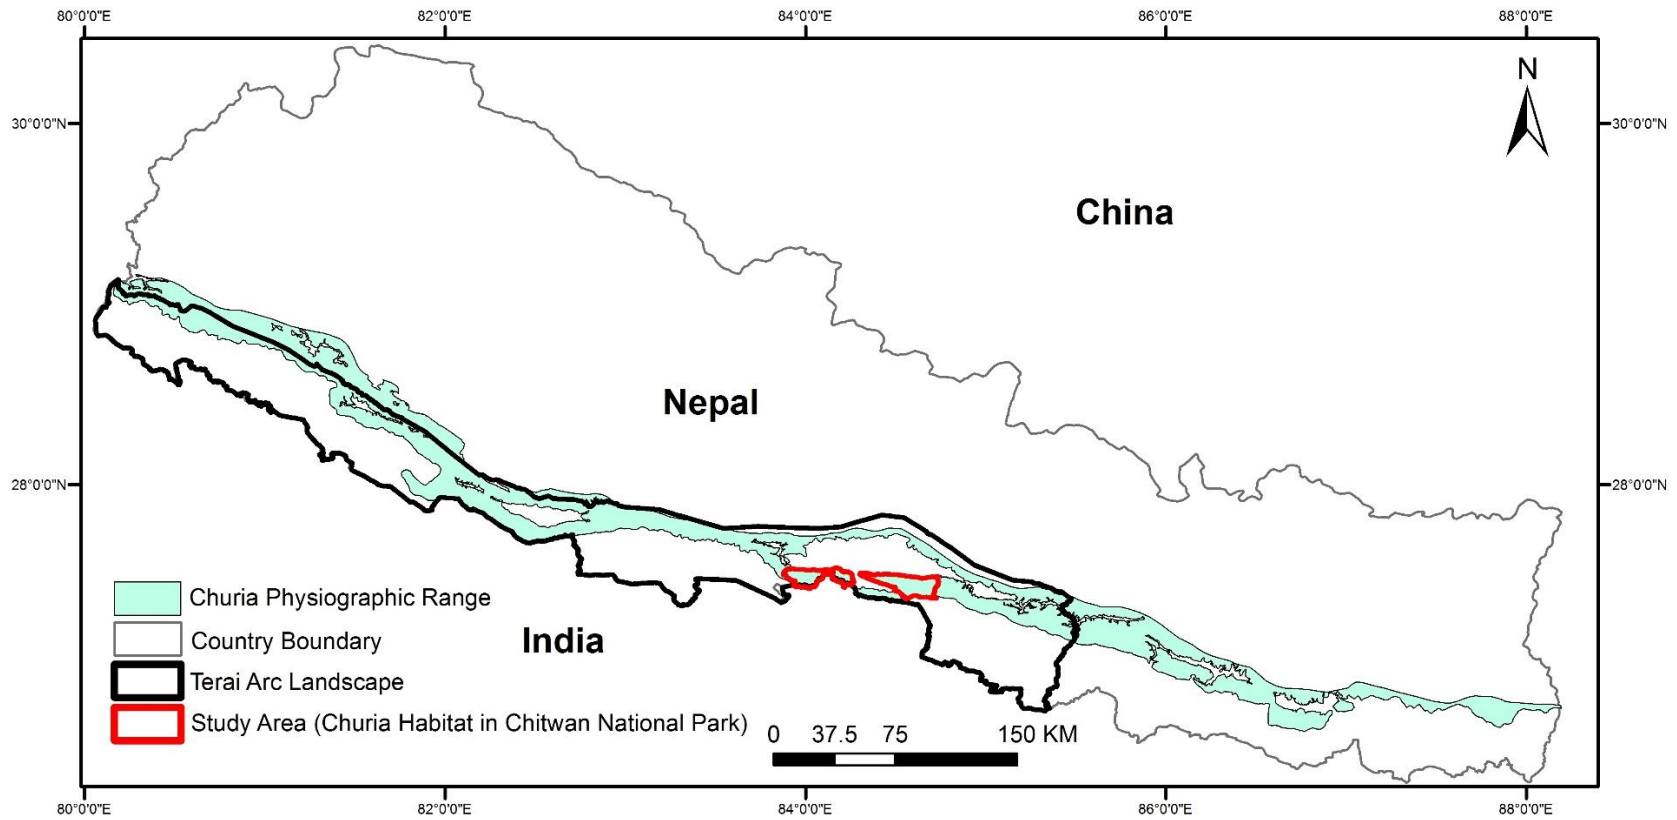 80°0'0"E 82°0'0"E 84°0'0"E 86°0'0"E 88°0'0"E
N
30°0'0"N 30°0'0"N
China
Nepal
28°0'0"N 28°0'0"N
Churia Physiographic Range
India
Country Boundary
Terai Arc Landscape
Study Area (Churia Habitat in Chitwan National Park)
0 37.5 75 150 KM
80°0'0"E 82°0'0"E 84°0'0"E 86°0'0"E 88°0'0"E